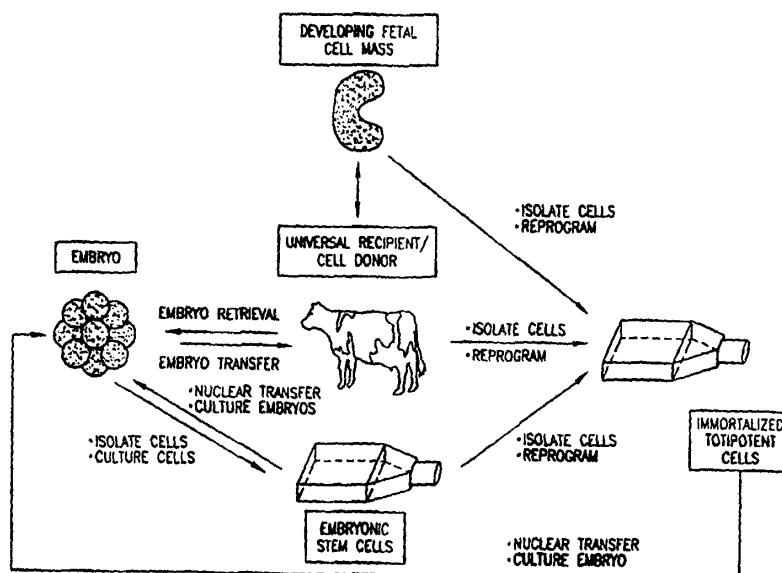 DEVELOPING FETAL
CELL MASS
•ISOLATE CELLS
•REPROGRAM
UNIVERSAL RECIPIENT/
CELL DONOR
EMBRYO
EMBRYO RETRIEVAL
EMBRYO TRANSFER
•ISOLATE CELLS
•REPROGRAM
•NUCLEAR TRANSFER
•CULTURE EMBRYOS
•ISOLATE CELLS
•CULTURE CELLS
•ISOLATE CELLS
•REPROGRAM
IMMORTALIZED
TOTIPOTENT
CELLS
EMBRYONIC
STEM CELLS
•NUCLEAR TRANSFER
•CULTURE EMBRYO